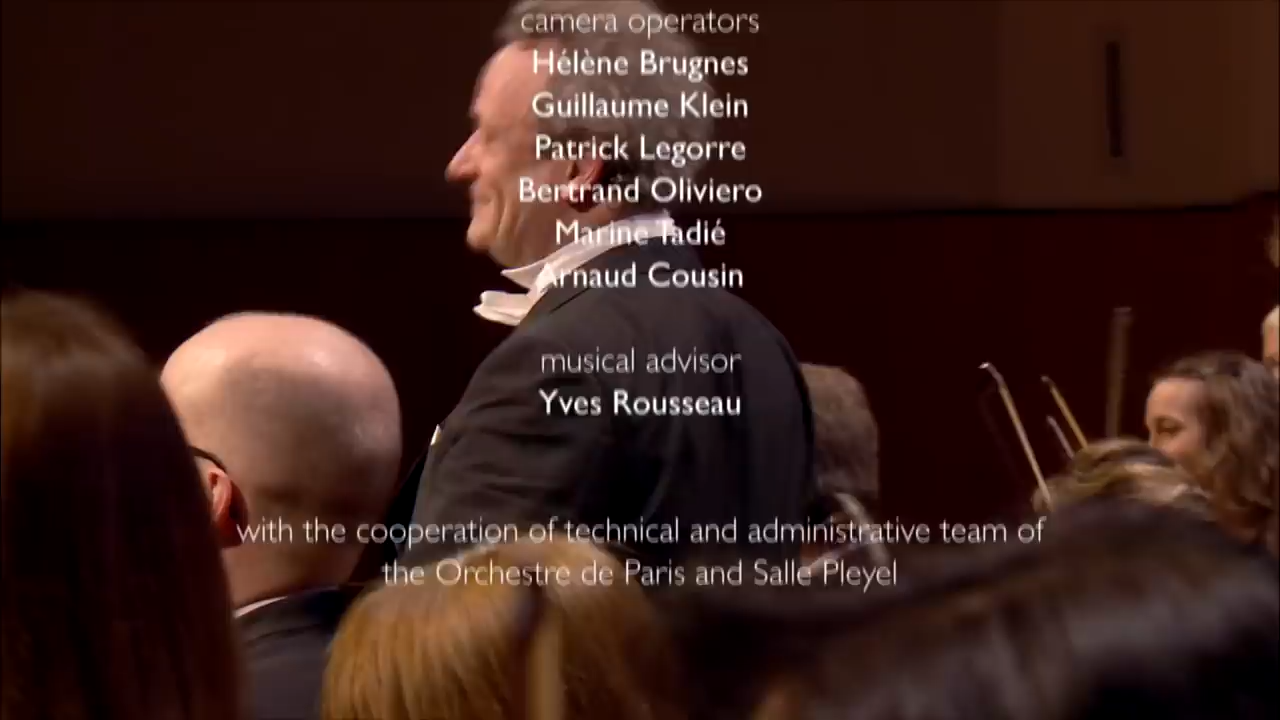 camera operators
Hélène Brugnes
Guillaume Klein
Patrick Legorre
Bertrand Oliviero
Marine Tadié
Arnaud Cousin
musical advisor
Yves Rousseau
with the cooperation of technical and administrative team of
the Orchestre de Paris and Salle Pleyel